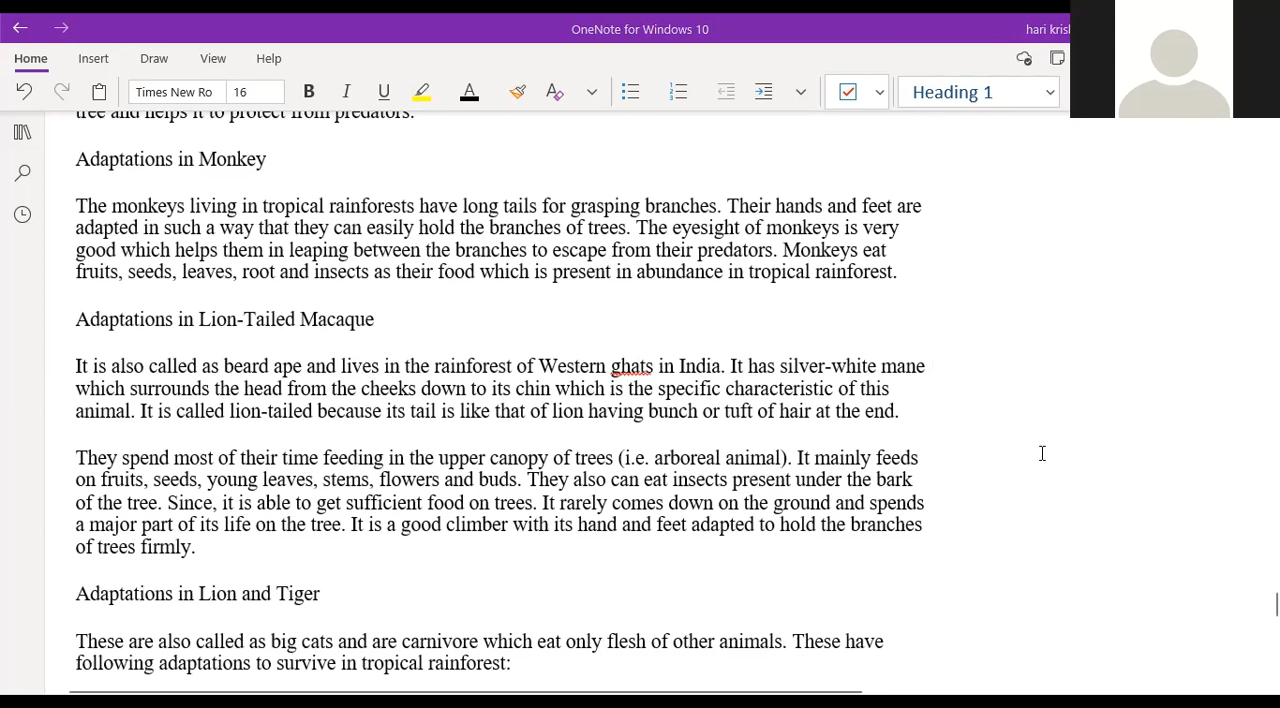 OneNote for Windows 10
hari krish
Home Insert Draw View Help
Times New Ro 16 B I U A A Heading 1
tree and helps it to protect from predators.
Adaptations in Monkey
The monkeys living in tropical rainforests have long tails for grasping branches. Their hands and feet are
adapted in such a way that they can easily hold the branches of trees. The eyesight of monkeys is very
good which helps them in leaping between the branches to escape from their predators. Monkeys eat
fruits, seeds, leaves, root and insects as their food which is present in abundance in tropical rainforest.
Adaptations in Lion-Tailed Macaque
It is also called as beard ape and lives in the rainforest of Western ghats in India. It has silver-white mane
which surrounds the head from the cheeks down to its chin which is the specific characteristic of this
animal. It is called lion-tailed because its tail is like that of lion having bunch or tuft of hair at the end.
They spend most of their time feeding in the upper canopy of trees (i.e. arboreal animal). It mainly feeds
on fruits, seeds, young leaves, stems, flowers and buds. They also can eat insects present under the bark
of the tree. Since, it is able to get sufficient food on trees. It rarely comes down on the ground and spends
a major part of its life on the tree. It is a good climber with its hand and feet adapted to hold the branches
of trees firmly.
Adaptations in Lion and Tiger
These are also called as big cats and are carnivore which eat only flesh of other animals. These have
following adaptations to survive in tropical rainforest: